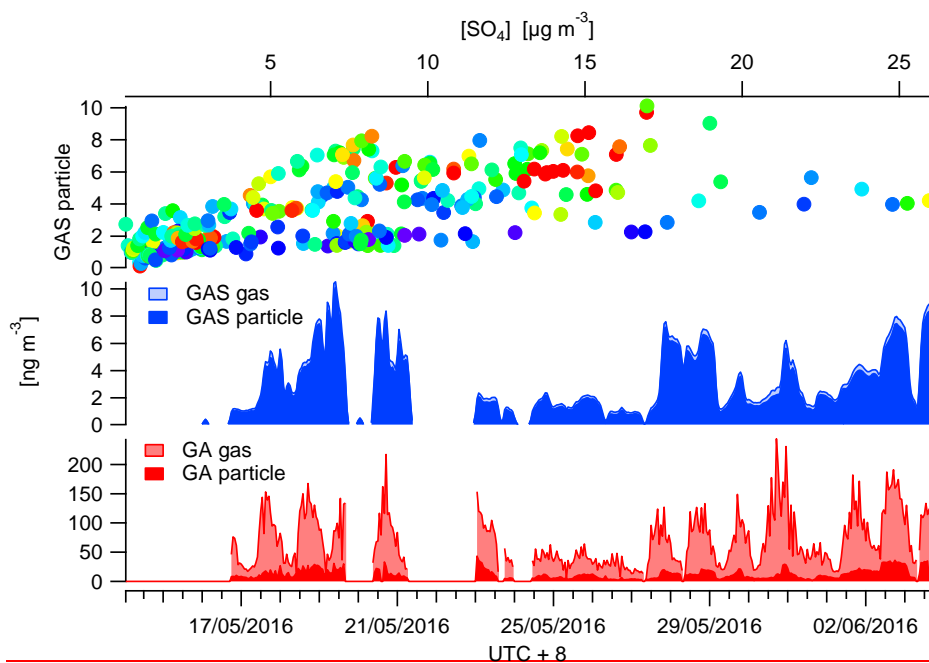 [SO4] [µg m-3]
5 10 15 20 25
GAS particle
10
8
6
4
2
0
[ng m-3]
GAS gas
GAS particle
10
8
6
4
2
0
GA gas
GA particle
200
150
100
50
0
17/05/2016 21/05/2016 25/05/2016 29/05/2016 02/06/2016
UTC + 8